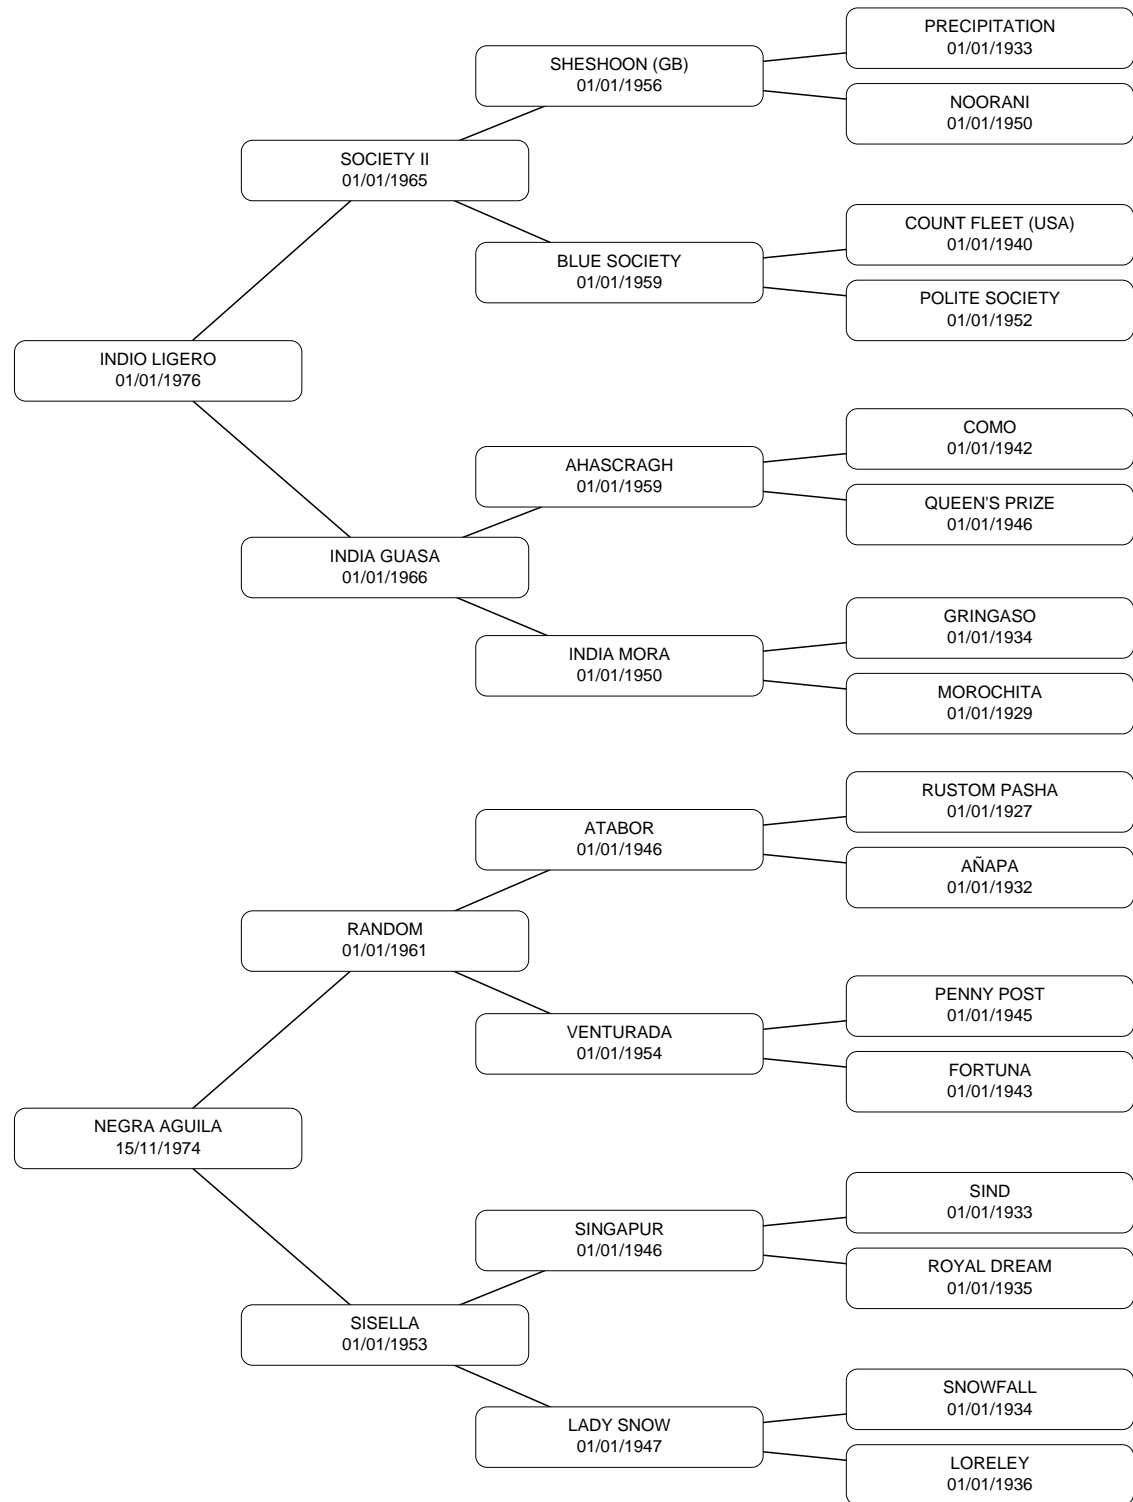 PRECIPITATION
01/01/1933
SHESHOON (GB)
01/01/1956
NOORANI
01/01/1950
SOCIETY II
01/01/1965
COUNT FLEET (USA)
01/01/1940
BLUE SOCIETY
01/01/1959
POLITE SOCIETY
01/01/1952
INDIO LIGERO
01/01/1976
COMO
01/01/1942
AHASCRAGH
01/01/1959
QUEEN'S PRIZE
01/01/1946
INDIA GUASA
01/01/1966
GRINGASO
01/01/1934
INDIA MORA
01/01/1950
MOROCHITA
01/01/1929
RUSTOM PASHA
01/01/1927
ATABOR
01/01/1946
AÑAPA
01/01/1932
RANDOM
01/01/1961
PENNY POST
01/01/1945
VENTURADA
01/01/1954
FORTUNA
01/01/1943
NEGRA AGUILA
15/11/1974
SIND
01/01/1933
SINGAPUR
01/01/1946
ROYAL DREAM
01/01/1935
SISELLA
01/01/1953
SNOWFALL
01/01/1934
LADY SNOW
01/01/1947
LORELEY
01/01/1936